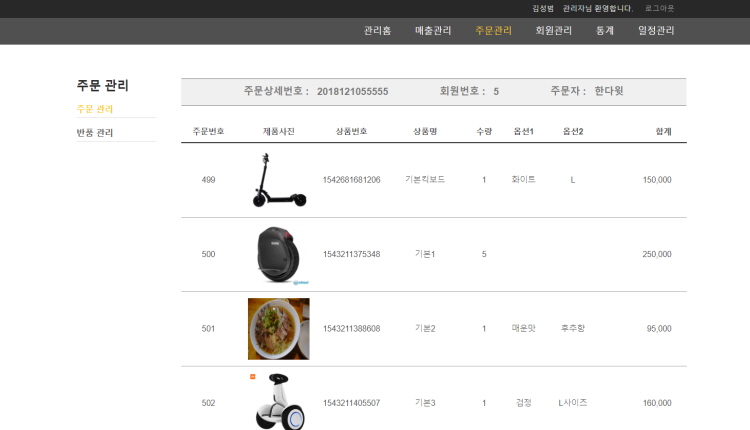 김성범 관리자님 환영합니다. 로그아웃
관리홈 매출관리 주문관리 회원관리 통계 일정관리
주문 관리
주문 관리
반품 관리
주문상세번호 : 2018121055555 회원번호 : 5 주문자 : 한다윗
주문번호 제품사진 상품번호 상품명 수량 옵션1 옵션2 합계
499 1542681681206 기본킥보드 1 화이트 L 150,000
500 1543211375348 기본1 5 250,000
501 1543211388608 기본2 1 매운맛 후추향 95,000
502 1543211405507 기본3 1 검정 L사이즈 160,000